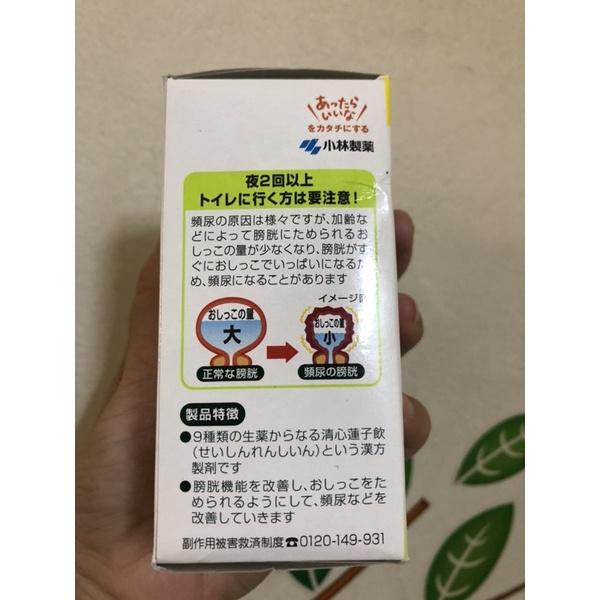 あったら
いいな
をカタチにする
小林製薬
夜2回以上
トイレに行く方は要注意!
頻尿の原因は様々ですが、加齢な
どによって膀胱にためられるお
しっこの量が少なくなり、膀胱がす
ぐにおしっこでいっぱいになるた
め、頻尿になることがあります
イメージ図
おしっこの量
大
正常な膀胱
おしっこの量
小
頻尿の膀胱
製品特徴
●9種類の生薬からなる清心蓮子飲
(せいしんれんしいん)という漢方
製剤です
●膀胱機能を改善し、おしっこをた
められるようにして、頻尿などを
改善していきます
副作用被害救済制度☎0120-149-931